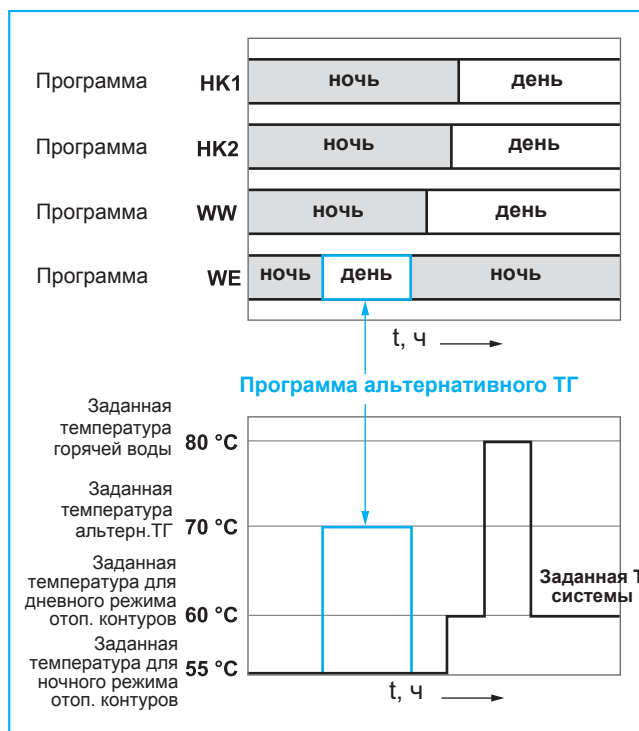 Программа HK1 ночь день
Программа HK2 ночь день
Программа WW ночь день
Программа WE ночь день ночь
t, ч
Программа альтернативного ТГ
Заданная
температура
горячей воды
80 °C
Заданная
температура
альтерн.ТГ
70 °C
Заданная
температура для
дневного режима
отоп. контуров
60 °C
Заданная Т
системы
Заданная
температура для
ночного режима
отоп. контуров
55 °C
t, ч